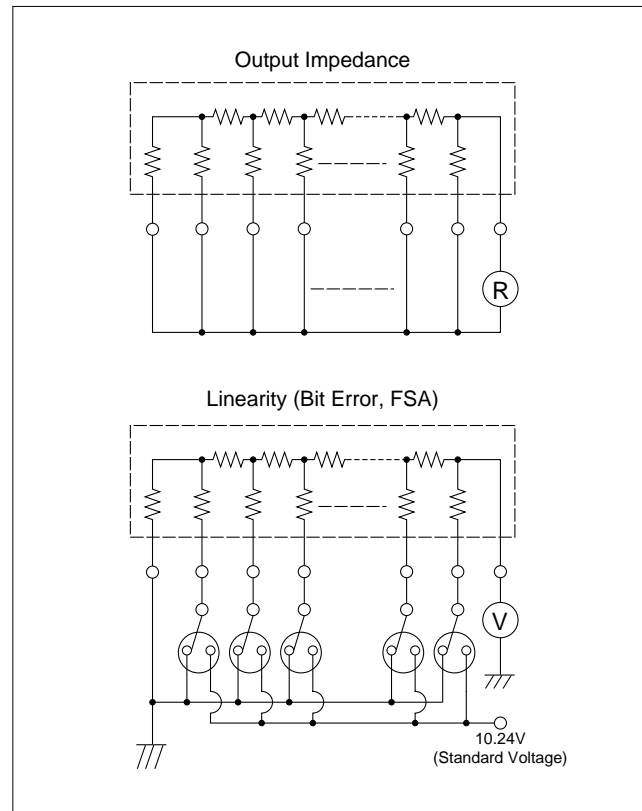 Output Impedance
R
Linearity (Bit Error, FSA)
V
10.24V
(Standard Voltage)